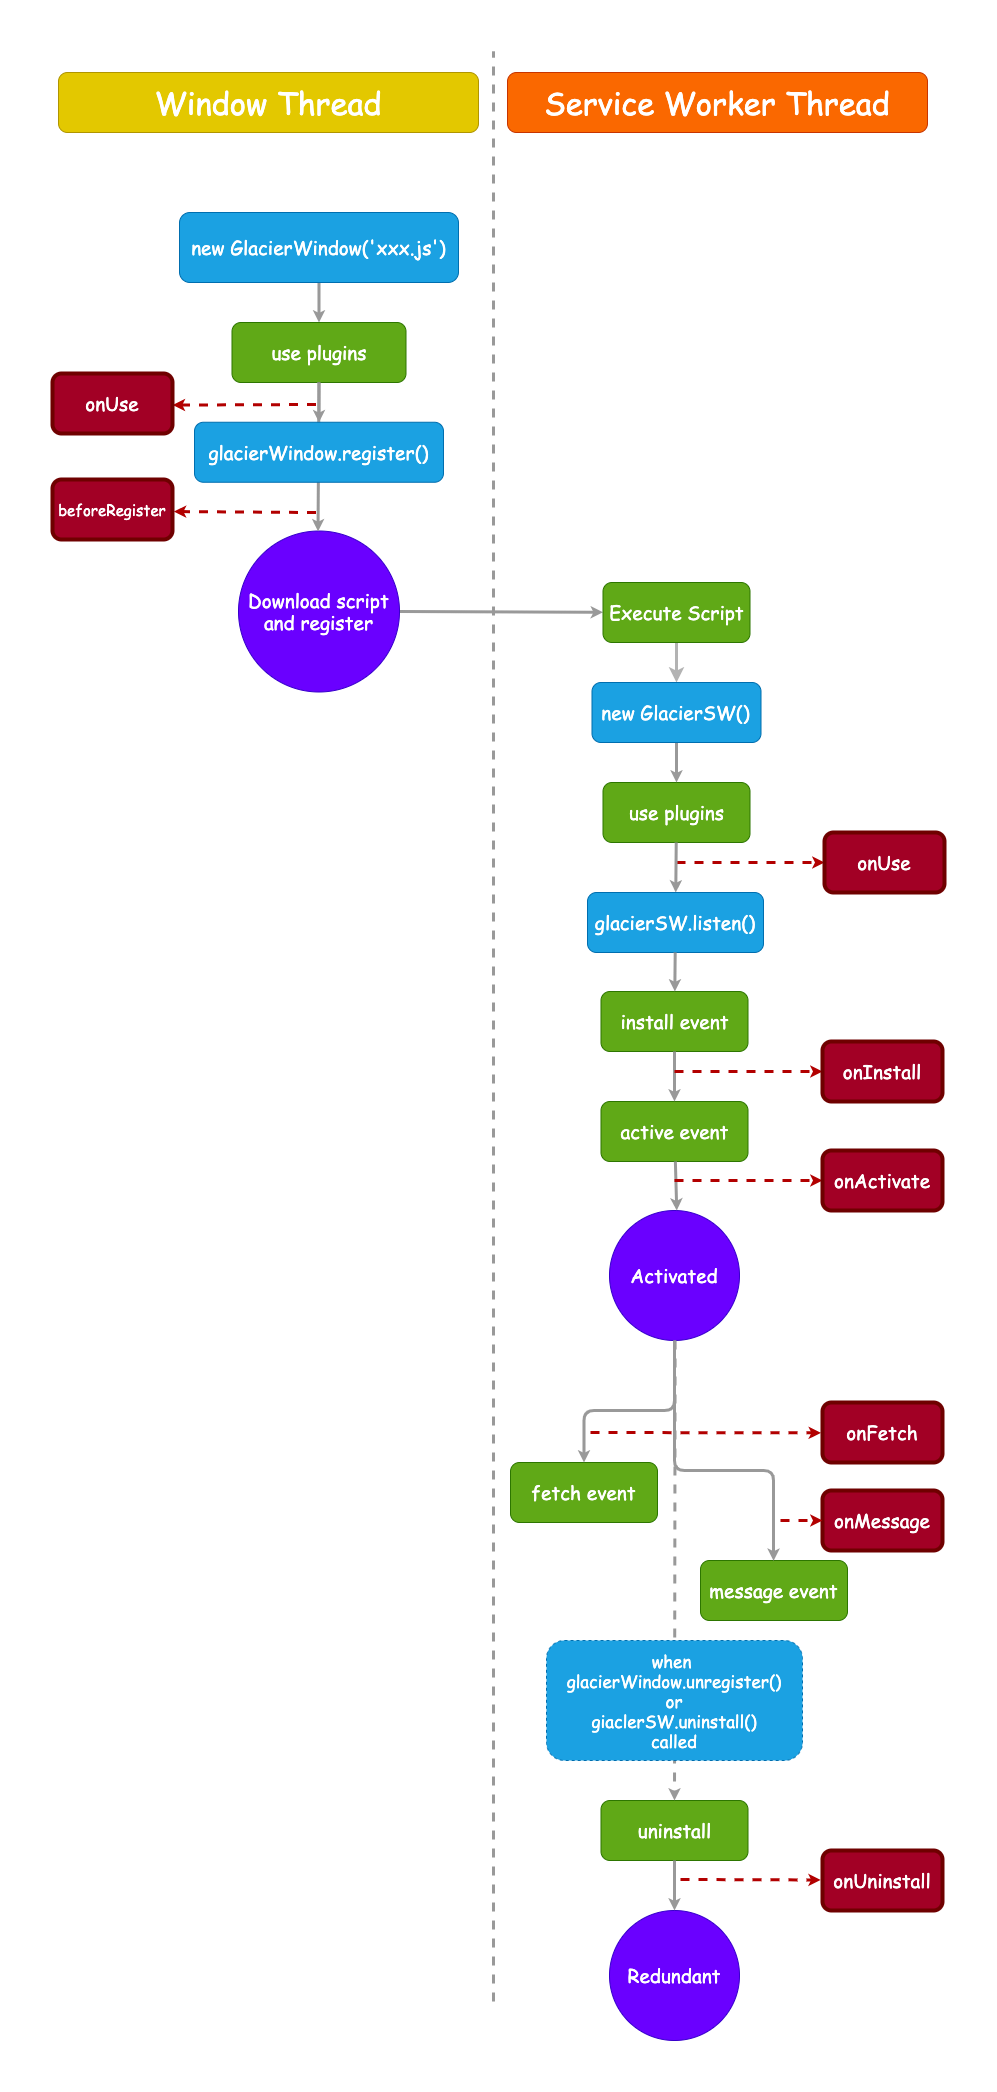 Window Thread
Service Worker Thread
new GlacierWindow('xxx.js')
use plugins
onUse
glacierWindow.register()
beforeRegister
Download script
and register
Execute Script
new GlacierSW()
use plugins
onUse
glacierSW.listen()
install event
onInstall
active event
onActivate
Activated
onFetch
fetch event
onMessage
message event
when
glacierWindow.unregister()
or
giaclerSW.uninstall()
called
uninstall
onUninstall
Redundant